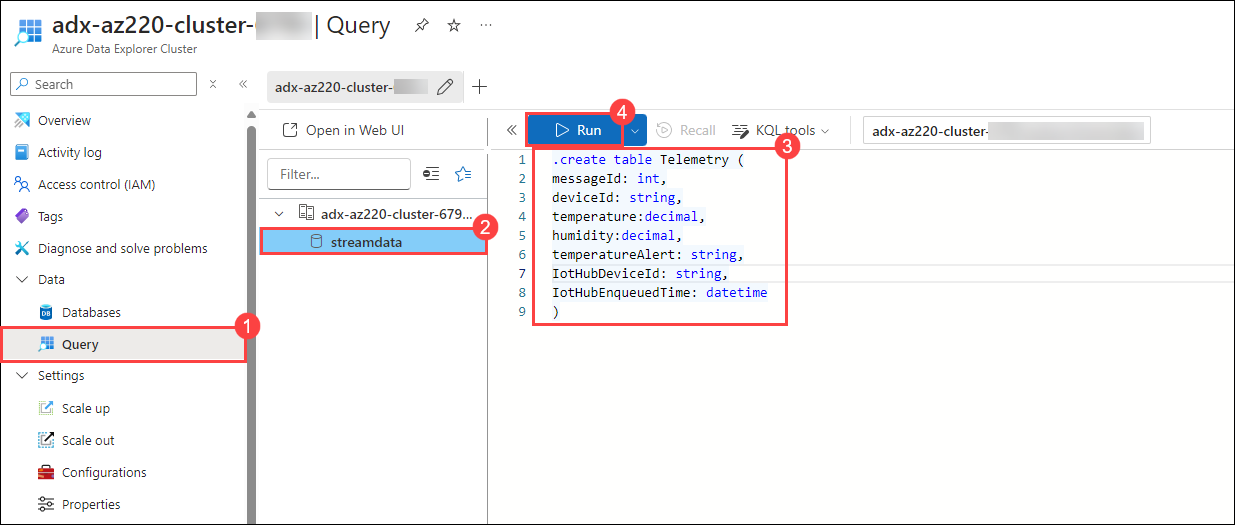 adx-az220-cluster- | Query ...
Azure Data Explorer Cluster
Search
Overview
Activity log
Access control (IAM)
Tags
Diagnose and solve problems
Data
Databases
1
Query
Settings
Scale up
Scale out
Configurations
Properties
adx-az220-cluster-
Open in Web UI
Filter...
adx-az220-cluster-679...
2
streamdata
4
Run
Recall
KQL tools
adx-az220-cluster-
3
1 .create table Telemetry (
2 messageId: int,
3 deviceId: string,
4 temperature:decimal,
5 humidity:decimal,
6 temperatureAlert: string,
7 IotHubDeviceId: string,
8 IotHubEnqueuedTime: datetime
9 )